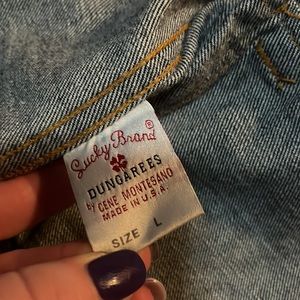 Lucky Brand ®
DUNGAREES
by GENE MONTESANO
MADE IN U.S.A.
SIZE L